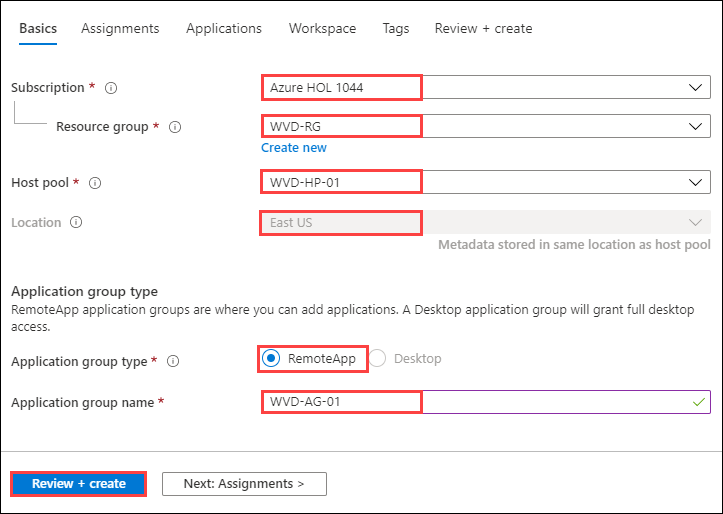 Basics Assignments Applications Workspace Tags Review + create
Subscription * Azure HOL 1044
Resource group * WVD-RG
Create new
Host pool * WVD-HP-01
Location East US
Metadata stored in same location as host pool
Application group type
RemoteApp application groups are where you can add applications. A Desktop application group will grant full desktop
access.
Application group type * RemoteApp Desktop
Application group name * WVD-AG-01
Review + create Next: Assignments >